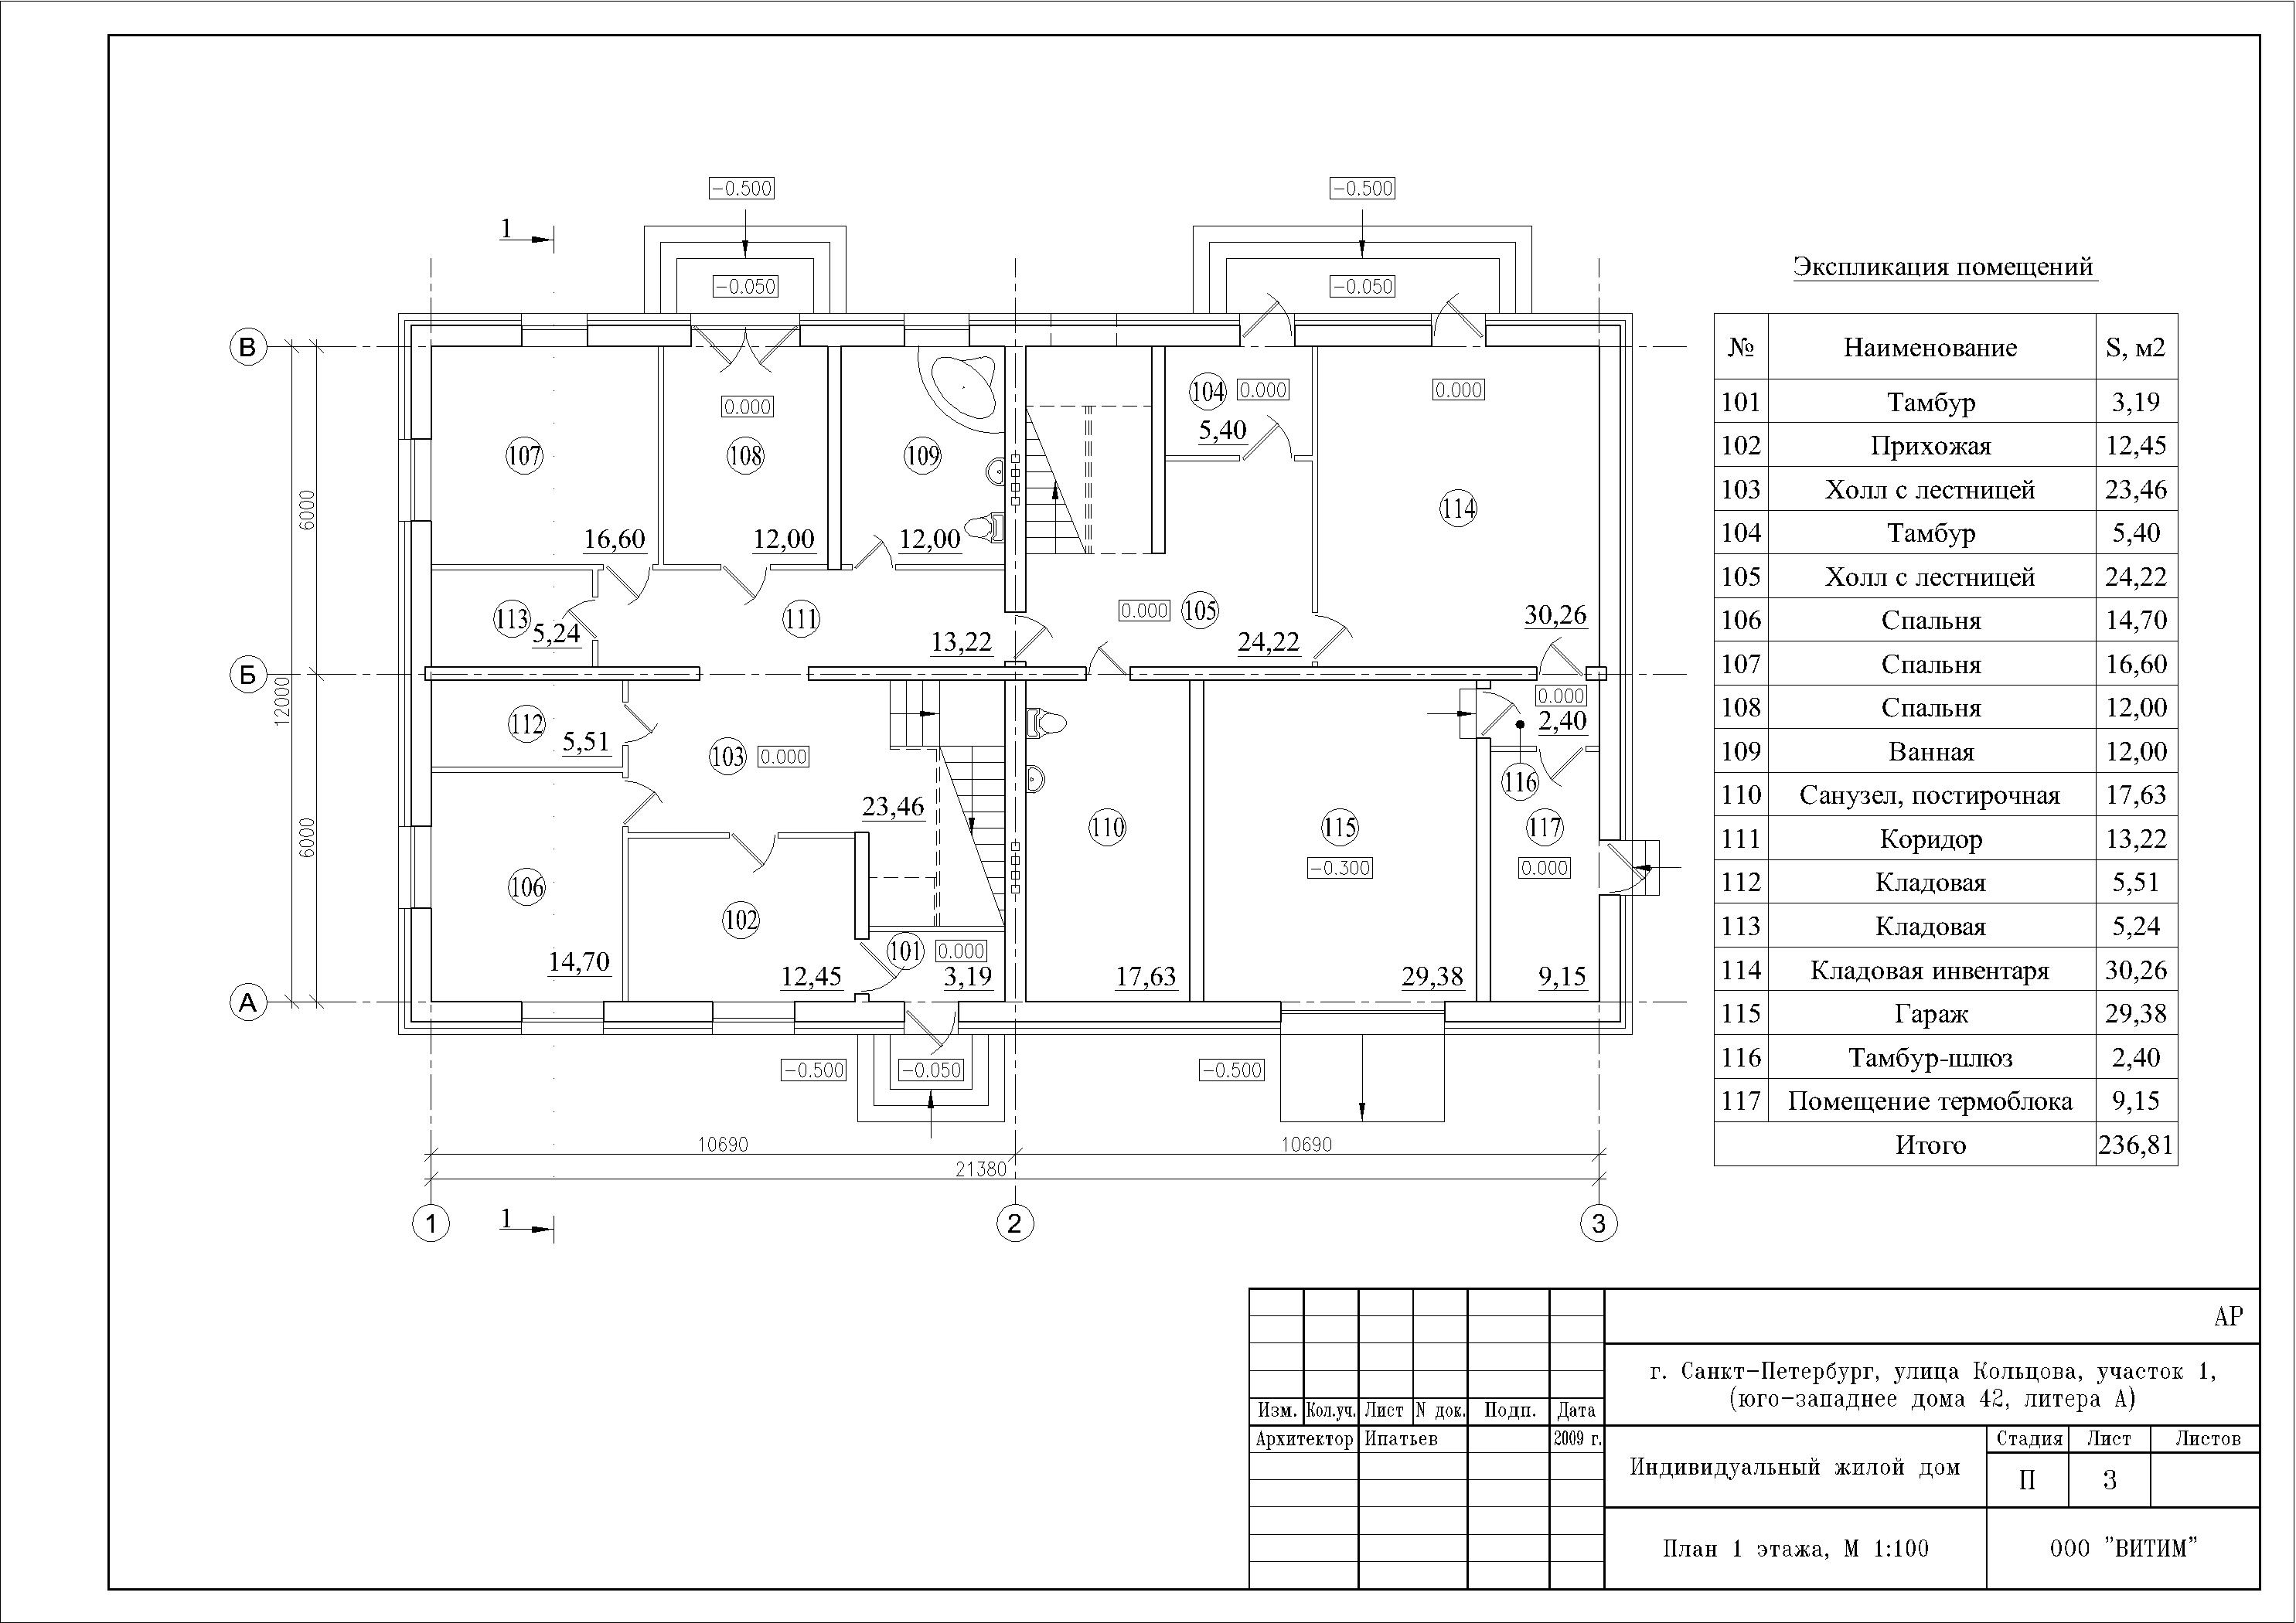 -0.500
-0.500
1
-0.050
-0.050
Экспликация помещений
№ Наименование S, м2
101 Тамбур 3,19
102 Прихожая 12,45
103 Холл с лестницей 23,46
104 Тамбур 5,40
105 Холл с лестницей 24,22
106 Спальня 14,70
107 Спальня 16,60
108 Спальня 12,00
109 Ванная 12,00
110 Санузел, постирочная 17,63
111 Коридор 13,22
112 Кладовая 5,51
113 Кладовая 5,24
114 Кладовая инвентаря 30,26
115 Гараж 29,38
116 Тамбур-шлюз 2,40
117 Помещение термоблока 9,15
Итого 236,81
В
104 0.000
0.000
0.000
5,40
107
108
109
6000
114
16,60
12,00
12,00
113
5,24
111
13,22
0.000 105
24,22
30,26
Б
12000
0.000
2,40
112
5,51
103 0.000
116
23,46
6000
110
115
117
-0.300
0.000
106
102
101 0.000
14,70
12,45
3,19
17,63
29,38
9,15
А
-0.500
-0.050
-0.500
10690
10690
21380
1
1
2
3
АР
г. Санкт-Петербург, улица Кольцова, участок 1,
(юго-западнее дома 42, литера А)
Изм. Кол.уч. Лист N док. Подп. Дата
Архитектор Ипатьев 2009 г.
Индивидуальный жилой дом
Стадия Лист Листов
П 3
План 1 этажа, М 1:100
ООО "ВИТИМ"